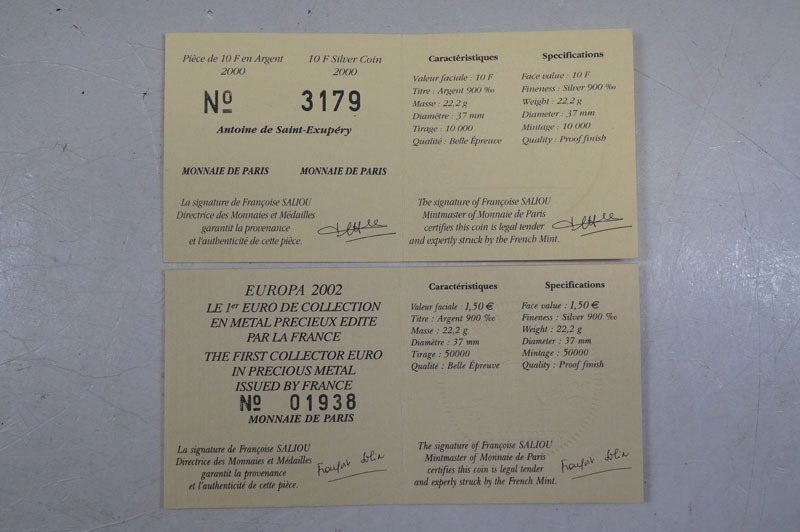 Pièce de 10 F en Argent
2000
10 F Silver Coin
2000
Nº 3179
Antoine de Saint-Exupéry
MONNAIE DE PARIS
MONNAIE DE PARIS
La signature de Françoise SALIOU
Directrice des Monnaies et Médailles
garantit la provenance
et l'authenticité de cette pièce.
Caractéristiques
Valeur faciale : 10 F
Titre : Argent 900 ‰
Masse : 22,2 g
Diamètre : 37 mm
Tirage : 10 000
Qualité : Belle Épreuve
Specifications
Face value : 10 F
Fineness : Silver 900 ‰
Weight : 22,2 g
Diameter : 37 mm
Mintage : 10 000
Quality : Proof finish
The signature of Françoise SALIOU
Mintmaster of Monnaie de Paris
certifies this coin is legal tender
and expertly struck by the French Mint.
EUROPA 2002
LE 1er EURO DE COLLECTION
EN METAL PRECIEUX EDITE
PAR LA FRANCE
THE FIRST COLLECTOR EURO
IN PRECIOUS METAL
ISSUED BY FRANCE
Nº 01938
MONNAIE DE PARIS
La signature de Françoise SALIOU
Directrice des Monnaies et Médailles
garantit la provenance
et l'authenticité de cette pièce.
Caractéristiques
Valeur faciale : 1,50 €
Titre : Argent 900 ‰
Masse : 22,2 g
Diamètre : 37 mm
Tirage : 50000
Qualité : Belle Épreuve
Specifications
Face value : 1,50 €
Fineness : Silver 900 ‰
Weight : 22,2 g
Diameter : 37 mm
Mintage : 50000
Quality : Proof finish
The signature of Françoise SALIOU
Mintmaster of Monnaie de Paris
certifies this coin is legal tender
and experly struck by the French Mint.